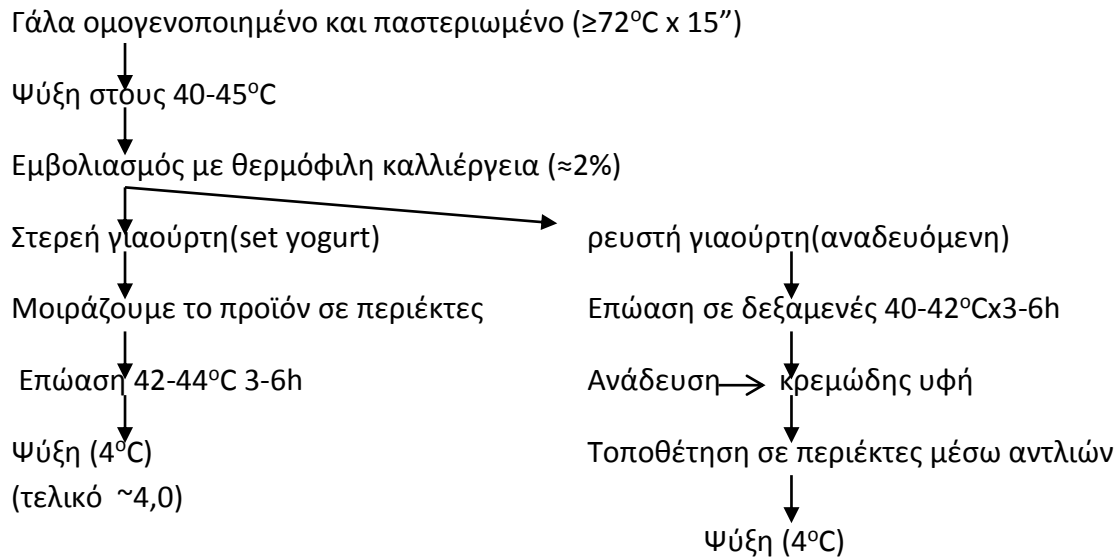 Γάλα ομογενοποιημένο και παστεριωμένο (≥72°C x 15”)
Ψύξη στους 40-45°C
Εμβολιασμός με θερμόφιλη καλλιέργεια (≈2%)
Στερεή γιαούρτη(set yogurt)
Μοιράζουμε το προϊόν σε περιέκτες
Επώαση 42-44°C 3-6h
Ψύξη (4°C)
(τελικό ~4,0)
ρευστή γιαούρτη(αναδευόμενη)
Επώαση σε δεξαμενές 40-42°Cx3-6h
Ανάδευση → κρεμώδης υφή
Τοποθέτηση σε περιέκτες μέσω αντλιών
Ψύξη (4°C)